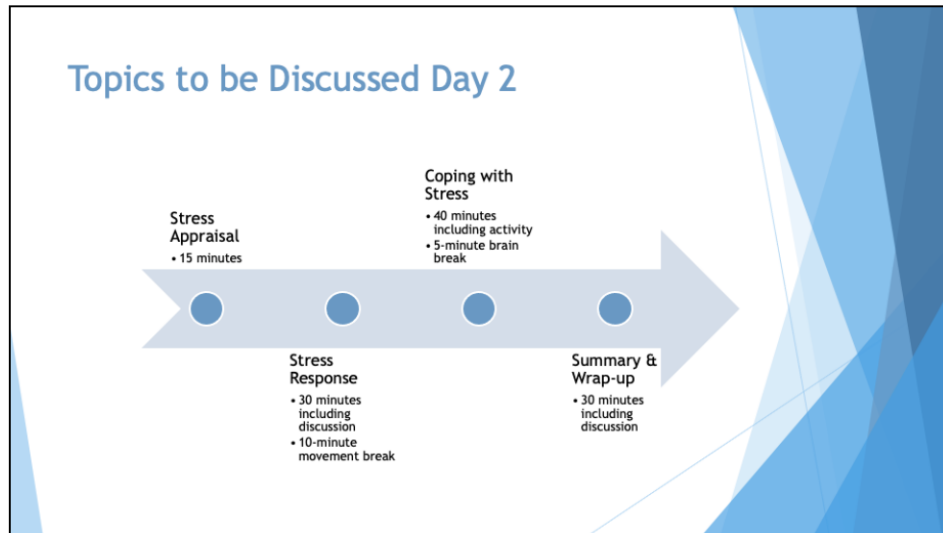 Topics to be Discussed Day 2
Stress
Appraisal
• 15 minutes
Stress
Response
• 30 minutes
including
discussion
• 10-minute
movement break
Coping with
Stress
• 40 minutes
including activity
• 5-minute brain
break
Summary &
Wrap-up
• 30 minutes
including
discussion